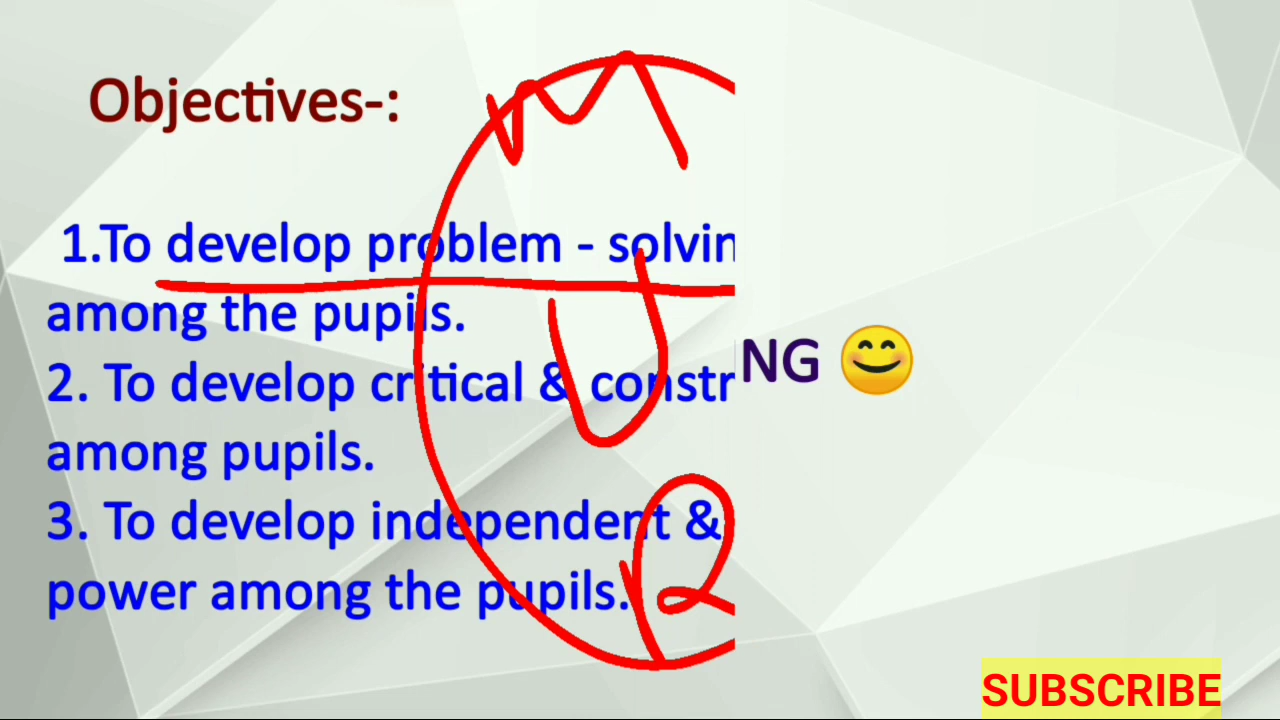 Objectives-:
1.To develop problem - solvin
among the pupils.
2. To develop critical & constr
among pupils.
3. To develop independent &
power among the pupils.
NG 😊
M
U
R
SUBSCRIBE